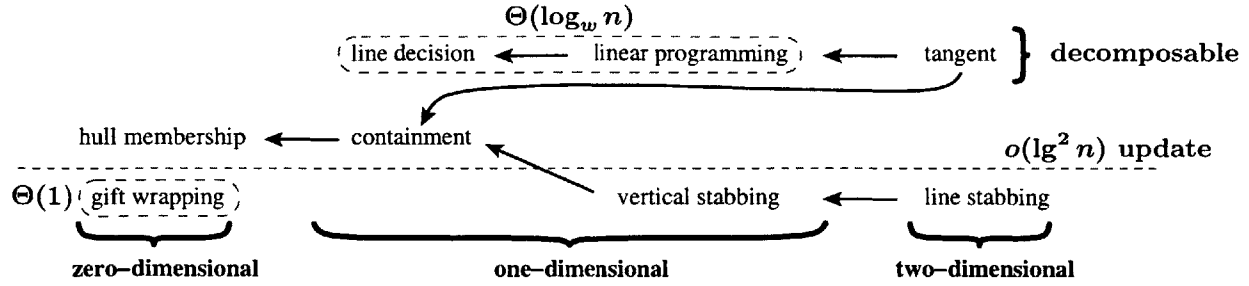 Θ(log_w n)
line decision linear programming tangent } decomposable
hull membership containment
o(lg² n) update
Θ(1) gift wrapping vertical stabbing line stabbing
zero–dimensional one–dimensional two–dimensional